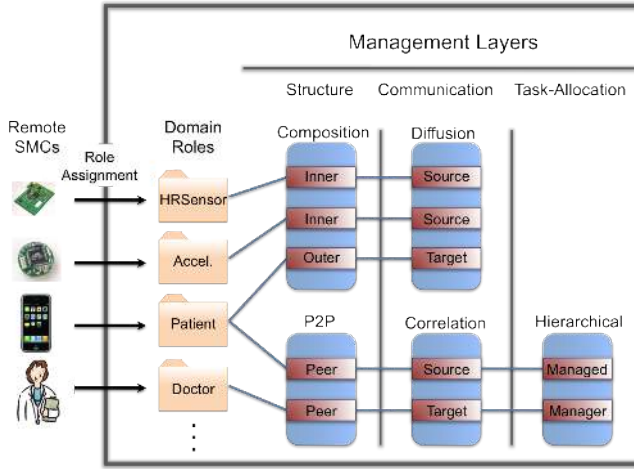 Management Layers
Structure
Communication
Task-Allocation
Remote
SMCs
Role
Assignment
Domain
Roles
Composition
Diffusion
HRSensor
Inner
Source
Accel.
Inner
Source
Outer
Target
Patient
P2P
Correlation
Hierarchical
Peer
Source
Managed
Doctor
Peer
Target
Manager